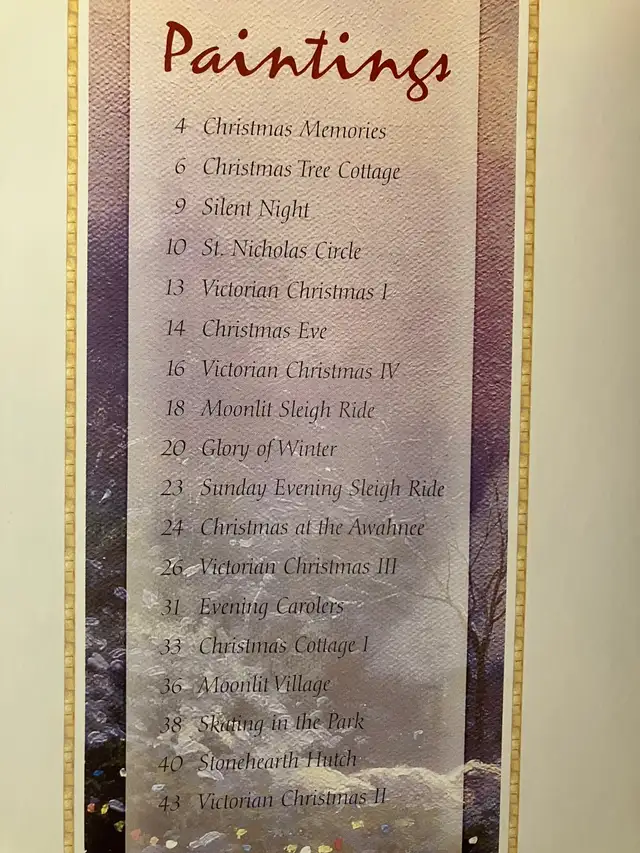 Paintings
4 Christmas Memories
6 Christmas Tree Cottage
9 Silent Night
10 St. Nicholas Circle
13 Victorian Christmas I
14 Christmas Eve
16 Victorian Christmas IV
18 Moonlit Sleigh Ride
20 Glory of Winter
23 Sunday Evening Sleigh Ride
24 Christmas at the Awahnee
26 Victorian Christmas III
31 Evening Carolers
33 Christmas Cottage I
36 Moonlit Village
38 Skating in the Park
40 Stonehearth Hutch
43 Victorian Christmas II